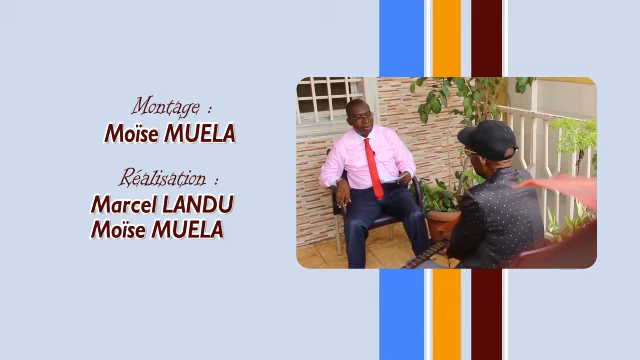 Montage :
Moïse MUELA
Réalisation :
Marcel LANDU
Moïse MUELA